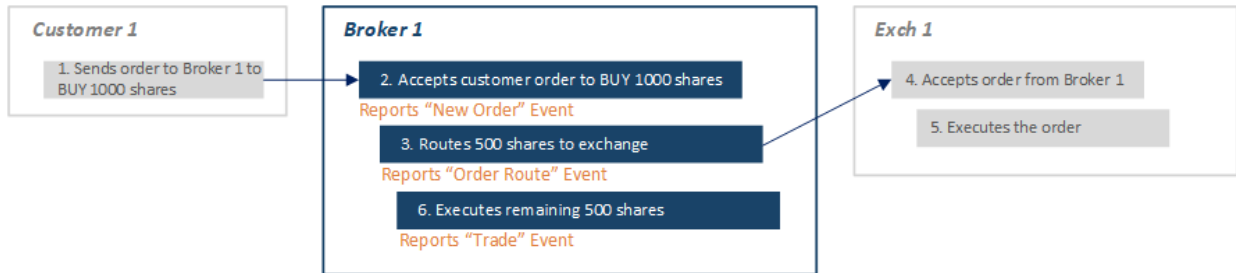 Customer 1
1. Sends order to Broker 1 to
BUY 1000 shares
Broker 1
2. Accepts customer order to BUY 1000 shares
Reports “New Order” Event
3. Routes 500 shares to exchange
Reports “Order Route” Event
6. Executes remaining 500 shares
Reports “Trade” Event
Exch 1
4. Accepts order from Broker 1
5. Executes the order